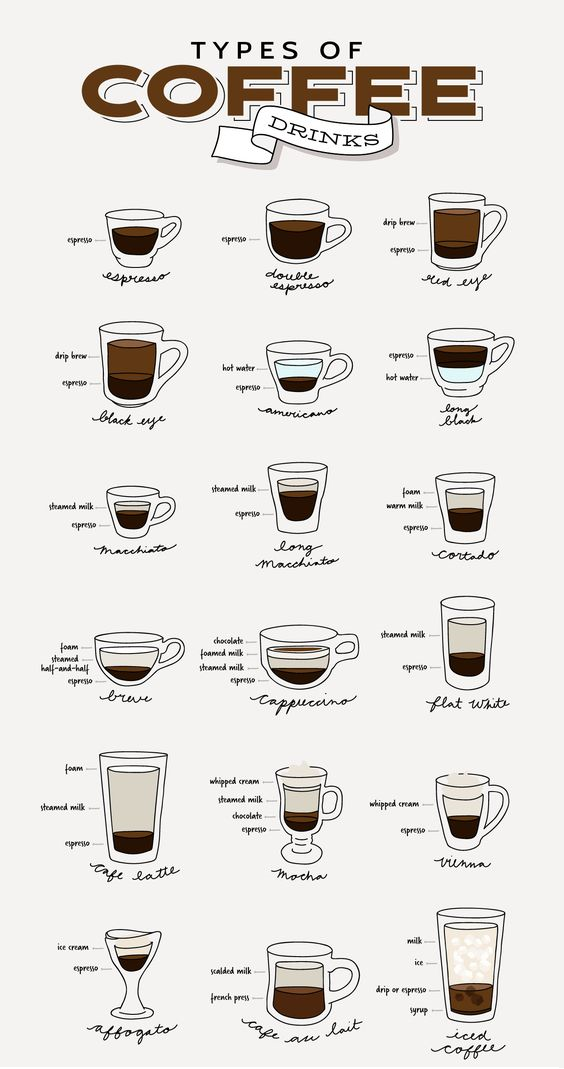 TYPES OF
COFFEE
DRINKS
espresso
espresso
espresso
double
espresso
drip brew
espresso
red eye
drip brew
espresso
black eye
hot water
espresso
americano
espresso
hot water
long
black
steamed milk
espresso
macchiato
steamed milk
espresso
long
macchiato
foam
warm milk
espresso
cortado
foam
steamed
half-and-half
espresso
breve
chocolate
foamed milk
steamed milk
espresso
cappuccino
steamed milk
espresso
flat white
foam
steamed milk
espresso
cafe latte
whipped cream
steamed milk
chocolate
espresso
mocha
whipped cream
espresso
vienna
ice cream
espresso
affogato
scalded milk
french press
cafe au lait
milk
ice
drip or espresso
syrup
iced
coffee